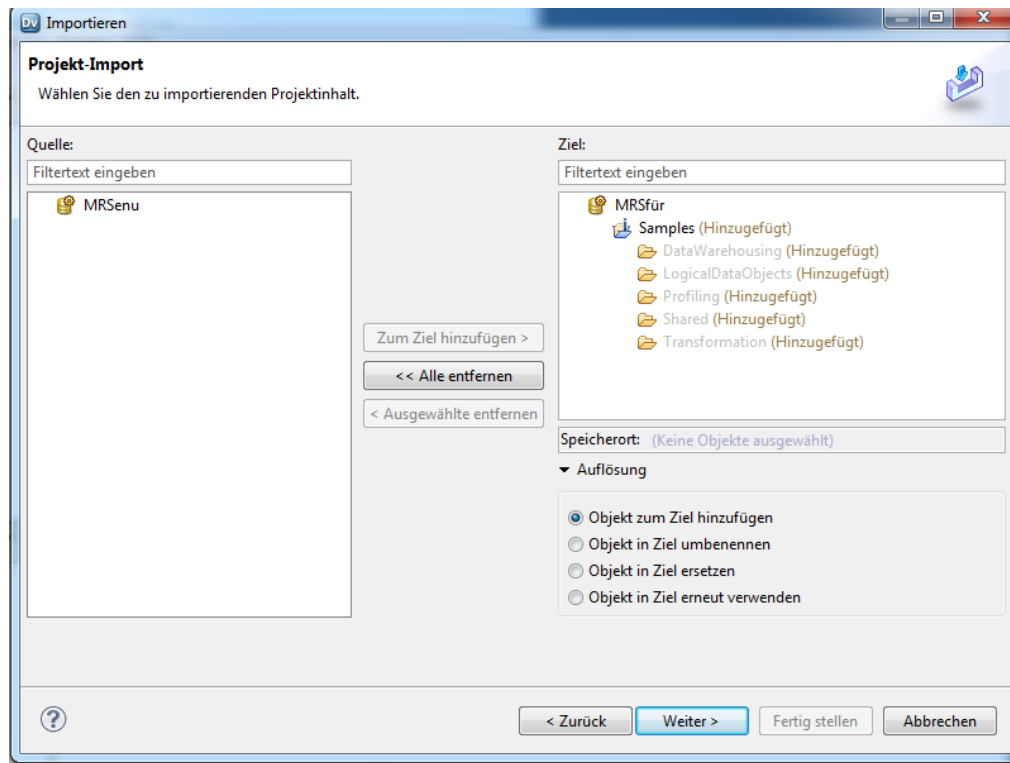 Dv Importieren
Projekt-Import
Wählen Sie den zu importierenden Projektinhalt.
Quelle:
Filtertext eingeben
MRSenu
Zum Ziel hinzufügen >
<< Alle entfernen
< Ausgewählte entfernen
Ziel:
Filtertext eingeben
MRSfür
Samples (Hinzugefügt)
DataWarehousing (Hinzugefügt)
LogicalDataObjects (Hinzugefügt)
Profiling (Hinzugefügt)
Shared (Hinzugefügt)
Transformation (Hinzugefügt)
Speicherort: (Keine Objekte ausgewählt)
Auflösung
Objekt zum Ziel hinzufügen
Objekt in Ziel umbenennen
Objekt in Ziel ersetzen
Objekt in Ziel erneut verwenden
? < Zurück Weiter > Fertig stellen Abbrechen